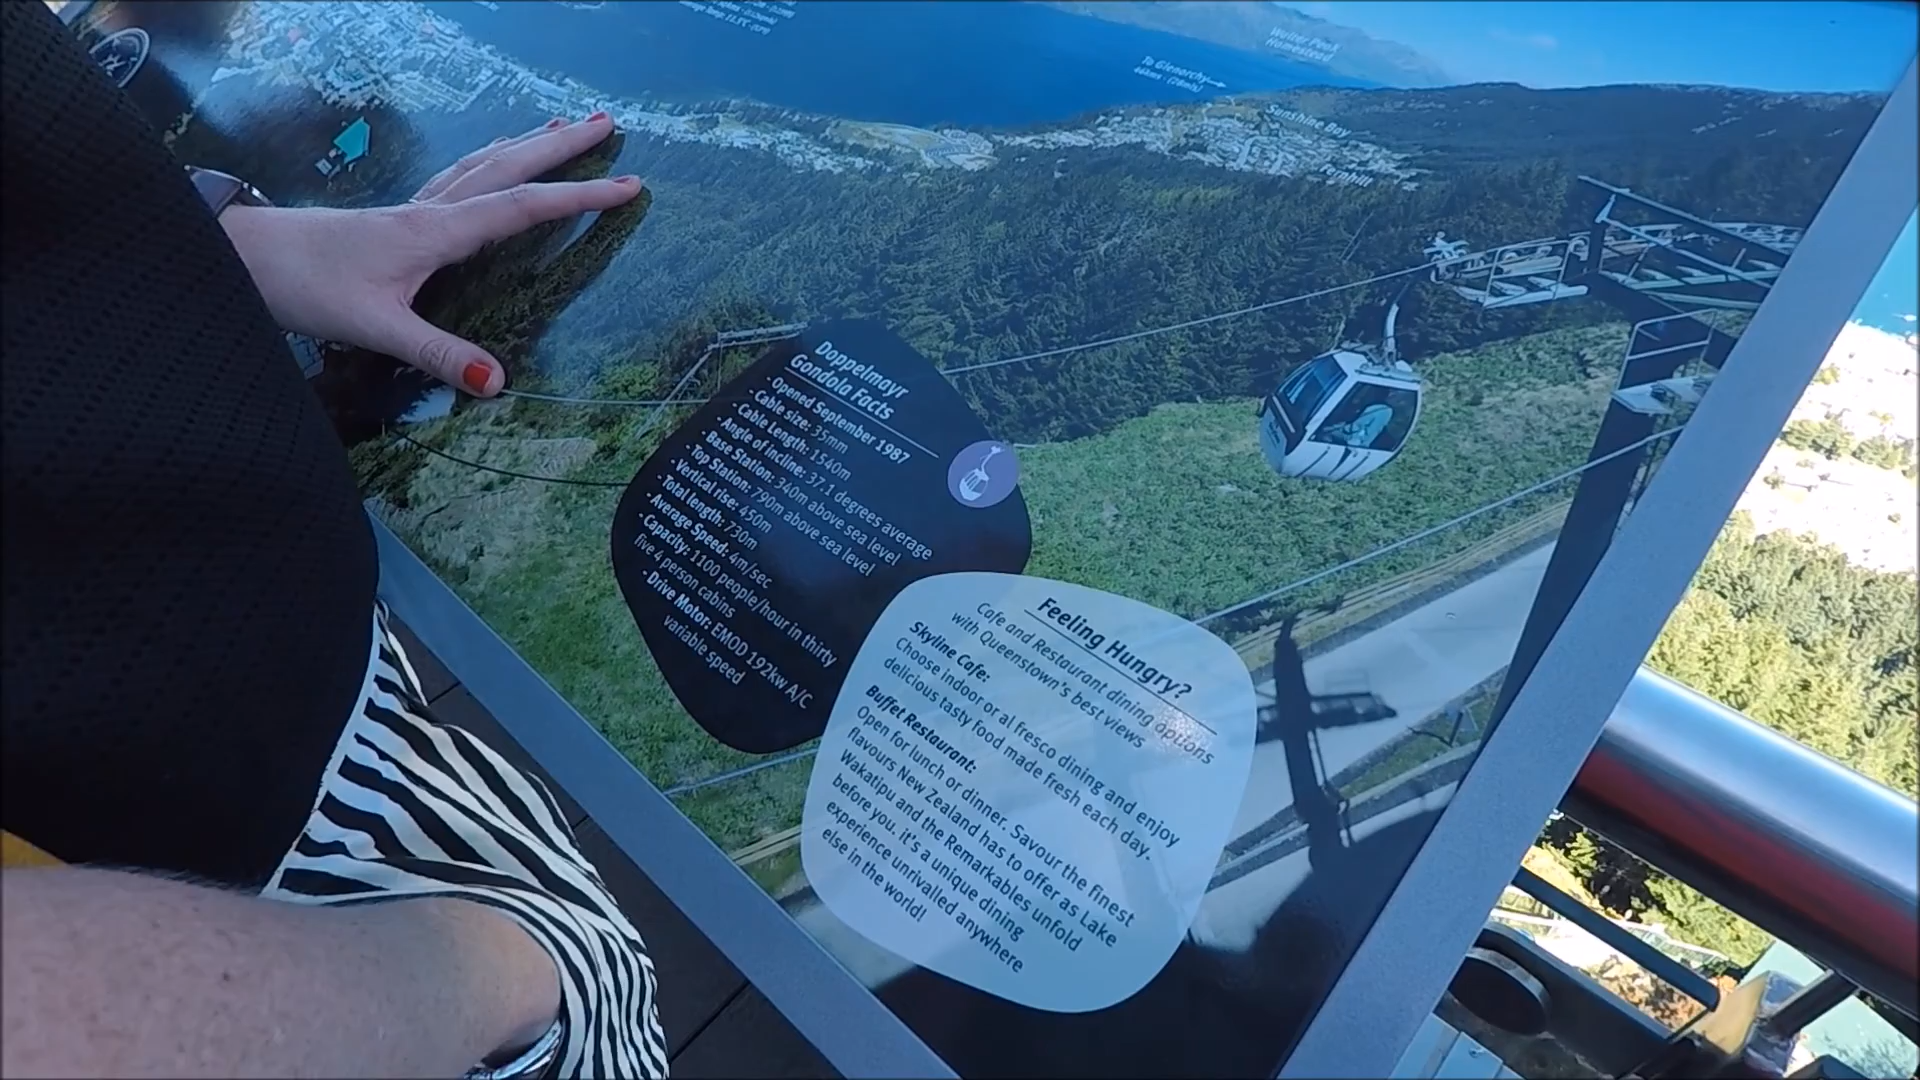 To Glenorchy
46kms - (28mls)
Walter Peak
Homestead
Sunshine Bay
Fernhill
Doppelmayr
Gondola Facts
- Opened September 1987
- Cable size: 35mm
- Cable Length: 1540m
- Angle of incline: 37.1 degrees average
- Base Station: 340m above sea level
- Top Station: 790m above sea level
- Vertical rise: 450m
- Total length: 730m
- Average Speed: 4m/sec
- Capacity: 1100 people/hour in thirty
five 4 person cabins
- Drive Motor: EMOD 192kw A/C
variable speed
Feeling Hungry?
Cafe and Restaurant dining options
with Queenstown's best views
Skyline Cafe:
Choose indoor or al fresco dining and enjoy
delicious tasty food made fresh each day.
Buffet Restaurant:
Open for lunch or dinner. Savour the finest
flavours New Zealand has to offer as Lake
Wakatipu and the Remarkables unfold
before you. it's a unique dining
experience unrivalled anywhere
else in the world!